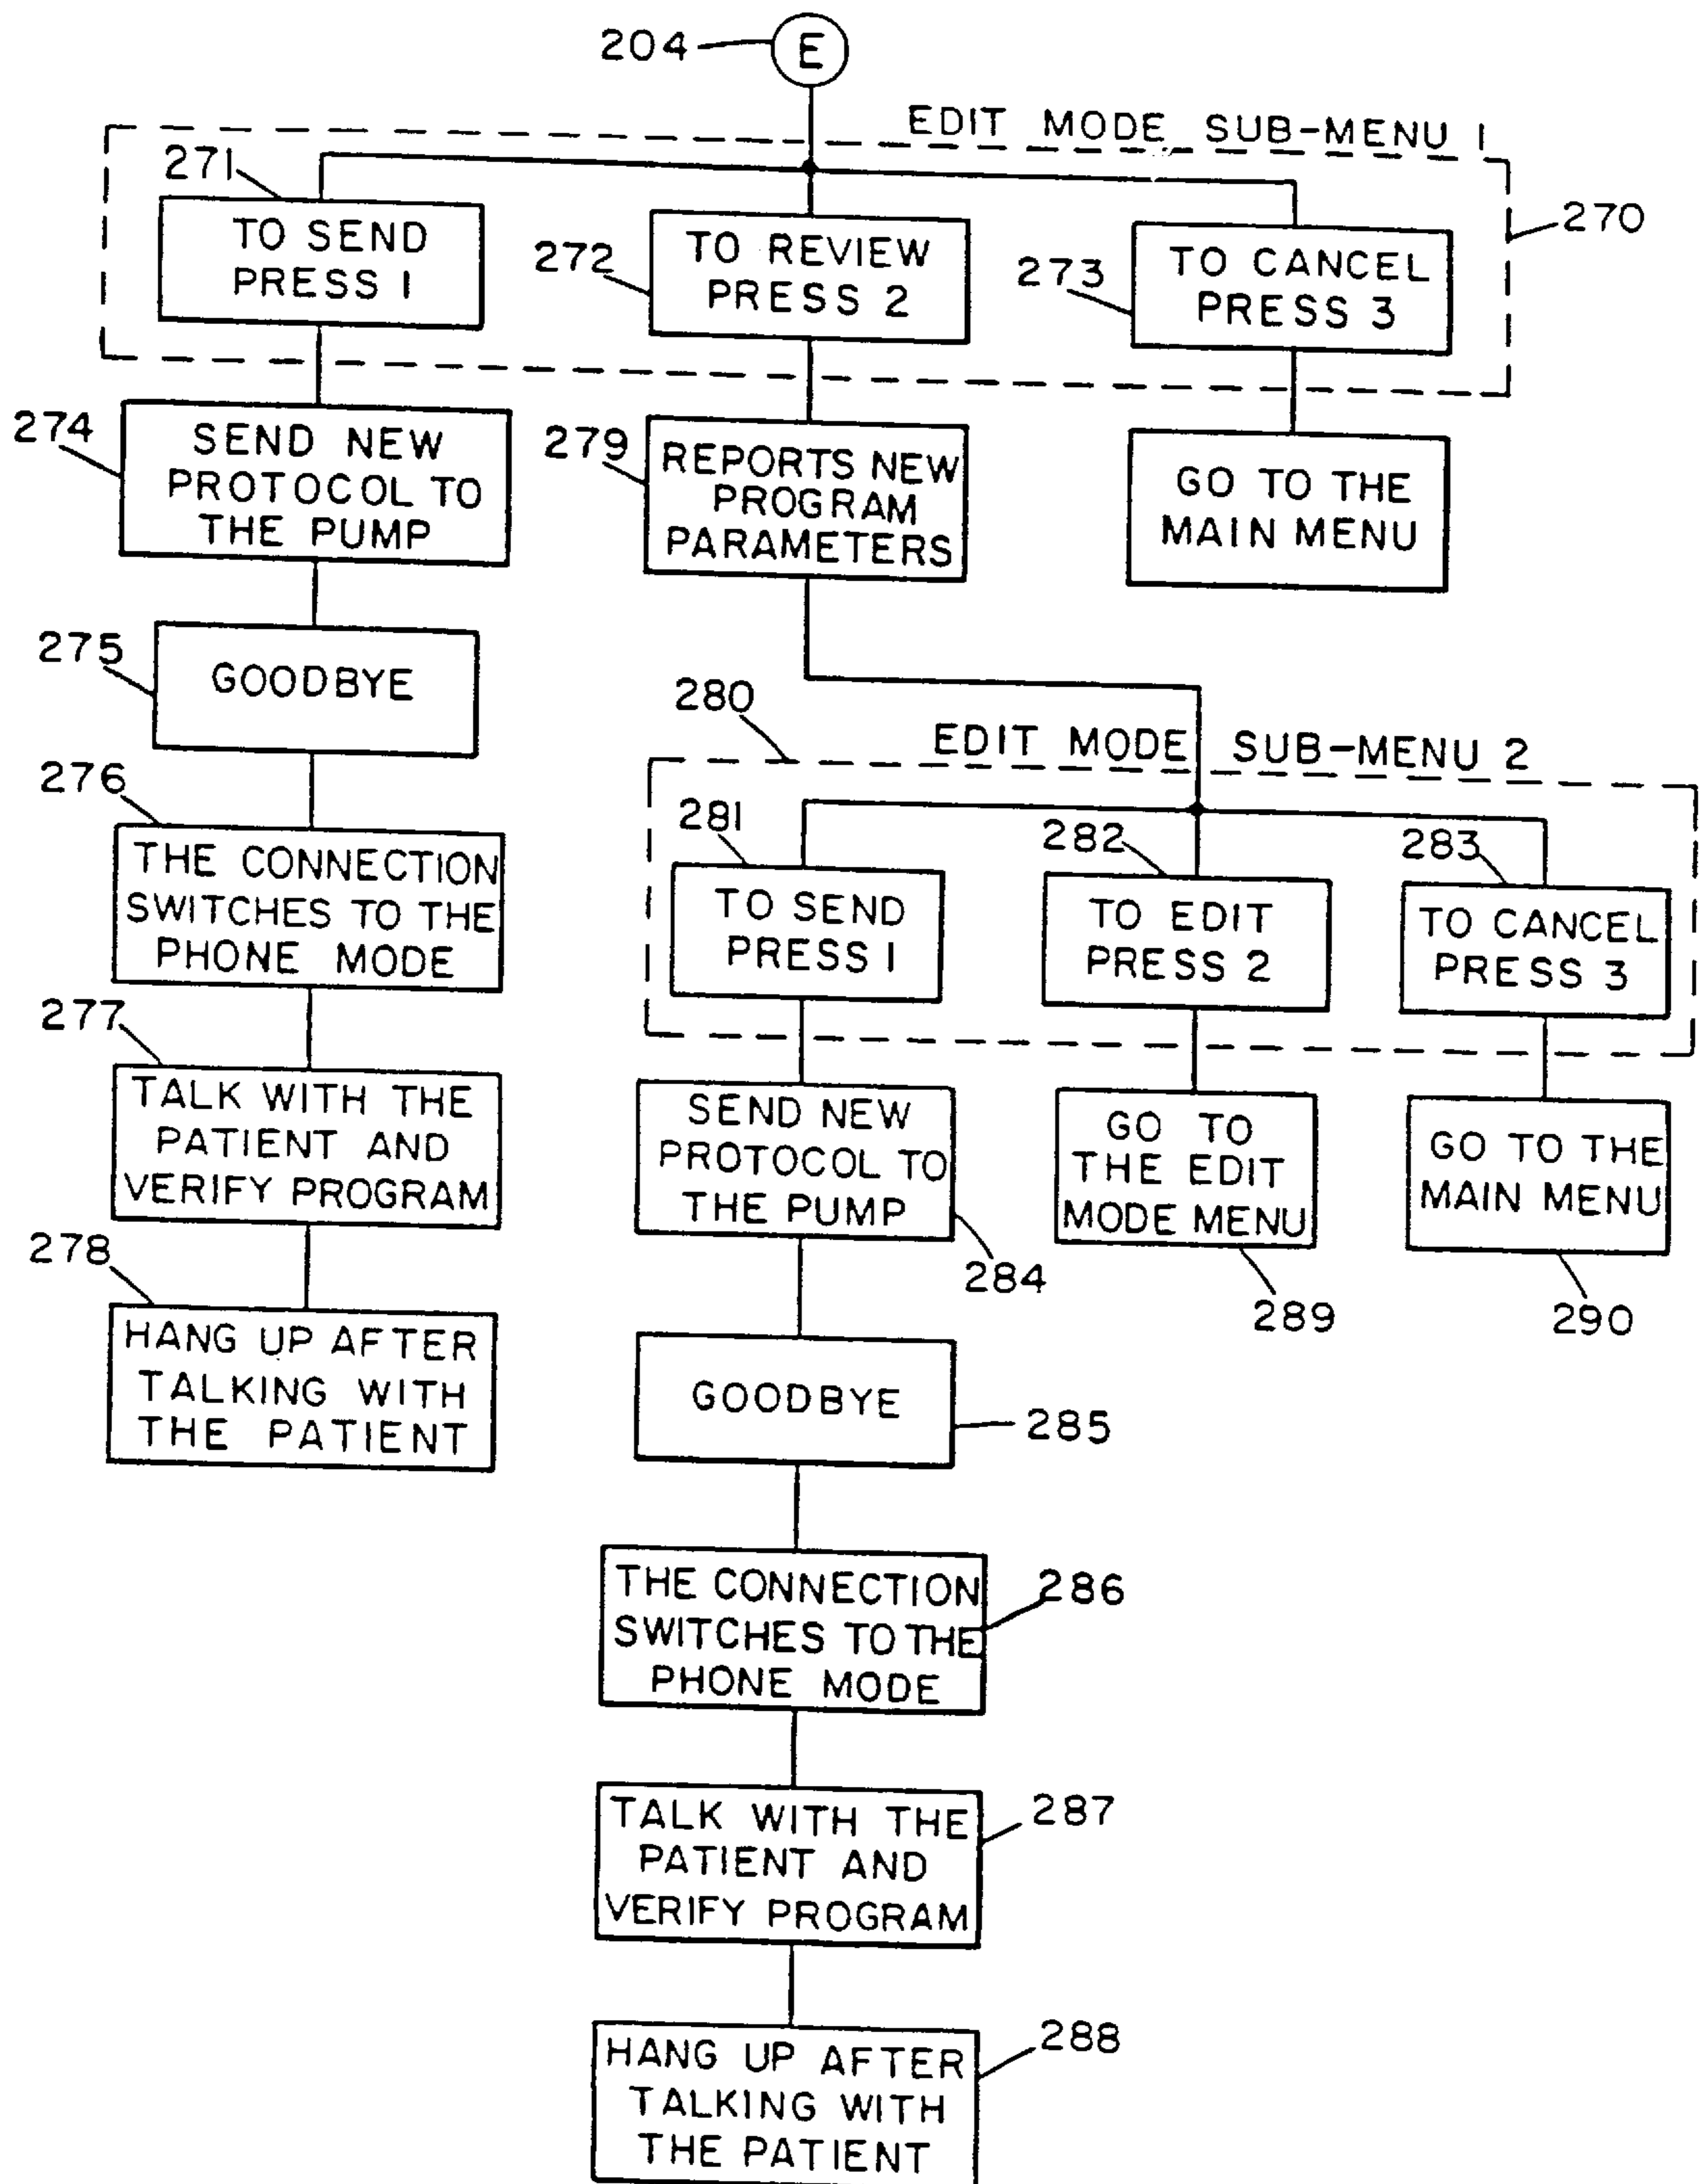 204
E
EDIT MODE SUB-MENU 1
270
271
TO SEND
PRESS 1
272
TO REVIEW
PRESS 2
273
TO CANCEL
PRESS 3
274
SEND NEW
PROTOCOL TO
THE PUMP
279
REPORTS NEW
PROGRAM
PARAMETERS
GO TO THE
MAIN MENU
275
GOODBYE
276
THE CONNECTION
SWITCHES TO THE
PHONE MODE
277
TALK WITH THE
PATIENT AND
VERIFY PROGRAM
278
HANG UP AFTER
TALKING WITH
THE PATIENT
280
EDIT MODE SUB-MENU 2
281
TO SEND
PRESS 1
282
TO EDIT
PRESS 2
283
TO CANCEL
PRESS 3
SEND NEW
PROTOCOL TO
THE PUMP
284
GO TO
THE EDIT
MODE MENU
289
GO TO THE
MAIN MENU
290
GOODBYE
285
THE CONNECTION
SWITCHES TO THE
PHONE MODE
286
TALK WITH THE
PATIENT AND
VERIFY PROGRAM
287
HANG UP AFTER
TALKING WITH
THE PATIENT
288